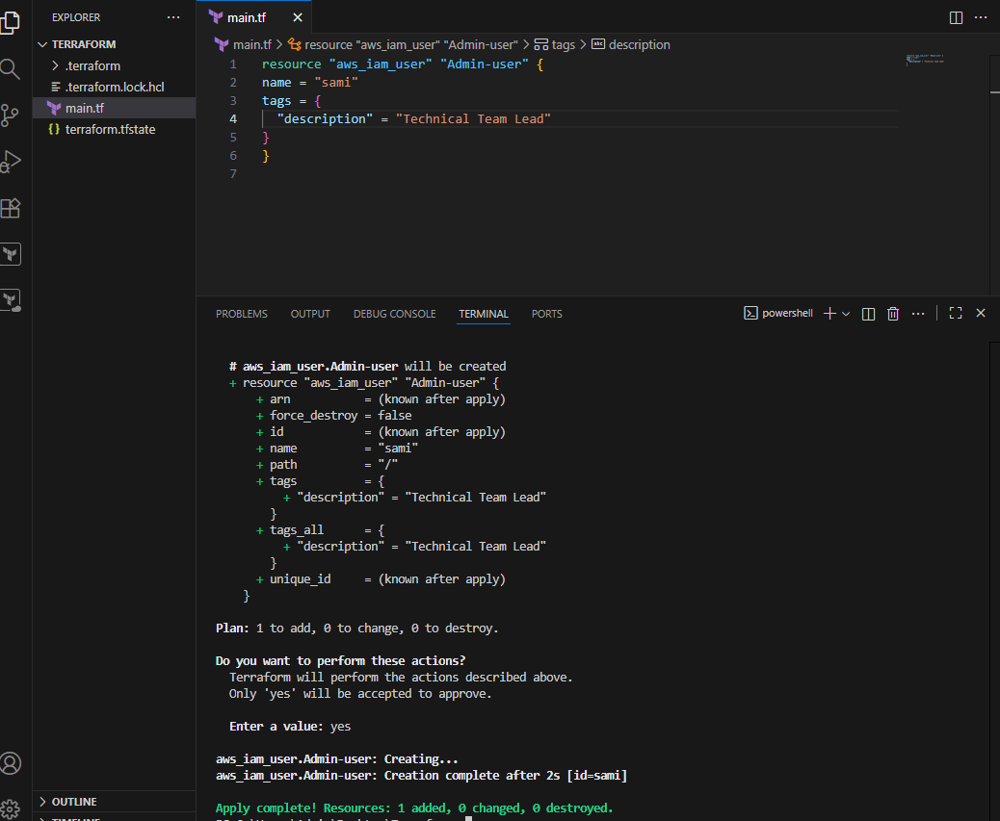 EXPLORER
TERRAFORM
.terraform
.terraform.lock.hcl
main.tf
terraform.tfstate
OUTLINE
TIMELINE
main.tf
main.tf > resource "aws_iam_user" "Admin-user" > tags > description
1 resource "aws_iam_user" "Admin-user" {
2 name = "sami"
3 tags = {
4 "description" = "Technical Team Lead"
5 }
6 }
7
PROBLEMS OUTPUT DEBUG CONSOLE TERMINAL PORTS
powershell
# aws_iam_user.Admin-user will be created
+ resource "aws_iam_user" "Admin-user" {
+ arn = (known after apply)
+ force_destroy = false
+ id = (known after apply)
+ name = "sami"
+ path = "/"
+ tags = {
+ "description" = "Technical Team Lead"
}
+ tags_all = {
+ "description" = "Technical Team Lead"
}
+ unique_id = (known after apply)
}
Plan: 1 to add, 0 to change, 0 to destroy.
Do you want to perform these actions?
Terraform will perform the actions described above.
Only 'yes' will be accepted to approve.
Enter a value: yes
aws_iam_user.Admin-user: Creating...
aws_iam_user.Admin-user: Creation complete after 2s [id=sami]
Apply complete! Resources: 1 added, 0 changed, 0 destroyed.